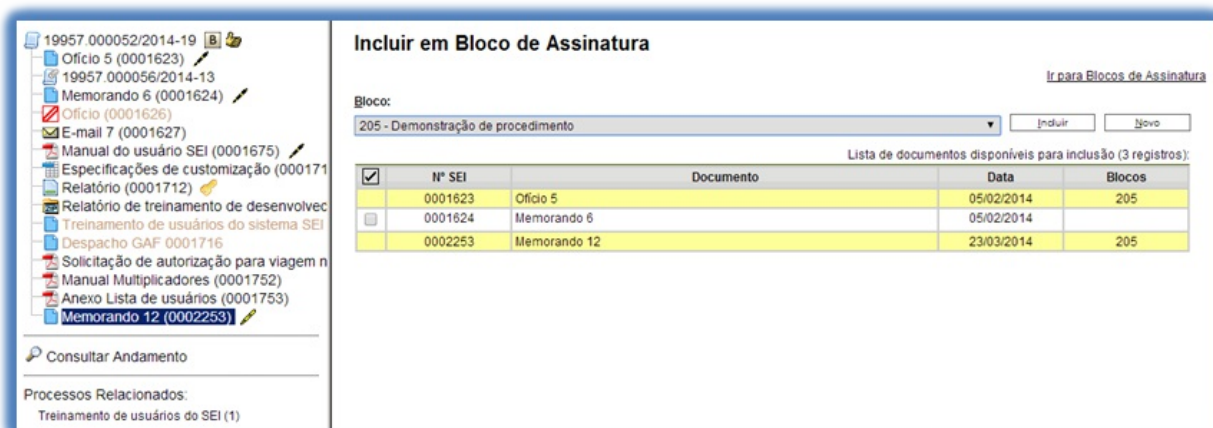 19957.000052/2014-19 B
Ofício 5 (0001623)
19957.000056/2014-13
Memorando 6 (0001624)
Ofício (0001626)
E-mail 7 (0001627)
Manual do usuário SEI (0001675)
Especificações de customização (000171
Relatório (0001712)
Relatório de treinamento de desenvolvec
Treinamento de usuários do sistema SEI
Despacho GAF 0001716
Solicitação de autorização para viagem n
Manual Multiplicadores (0001752)
Anexo Lista de usuários (0001753)
Memorando 12 (0002253)
Consultar Andamento
Processos Relacionados:
Treinamento de usuários do SEI (1)
Incluir em Bloco de Assinatura
Ir para Blocos de Assinatura
Bloco:
205 - Demonstração de procedimento Incluir Novo
Lista de documentos disponíveis para inclusão (3 registros):
Nº SEI Documento Data Blocos
0001623 Ofício 5 05/02/2014 205
0001624 Memorando 6 05/02/2014
0002253 Memorando 12 23/03/2014 205